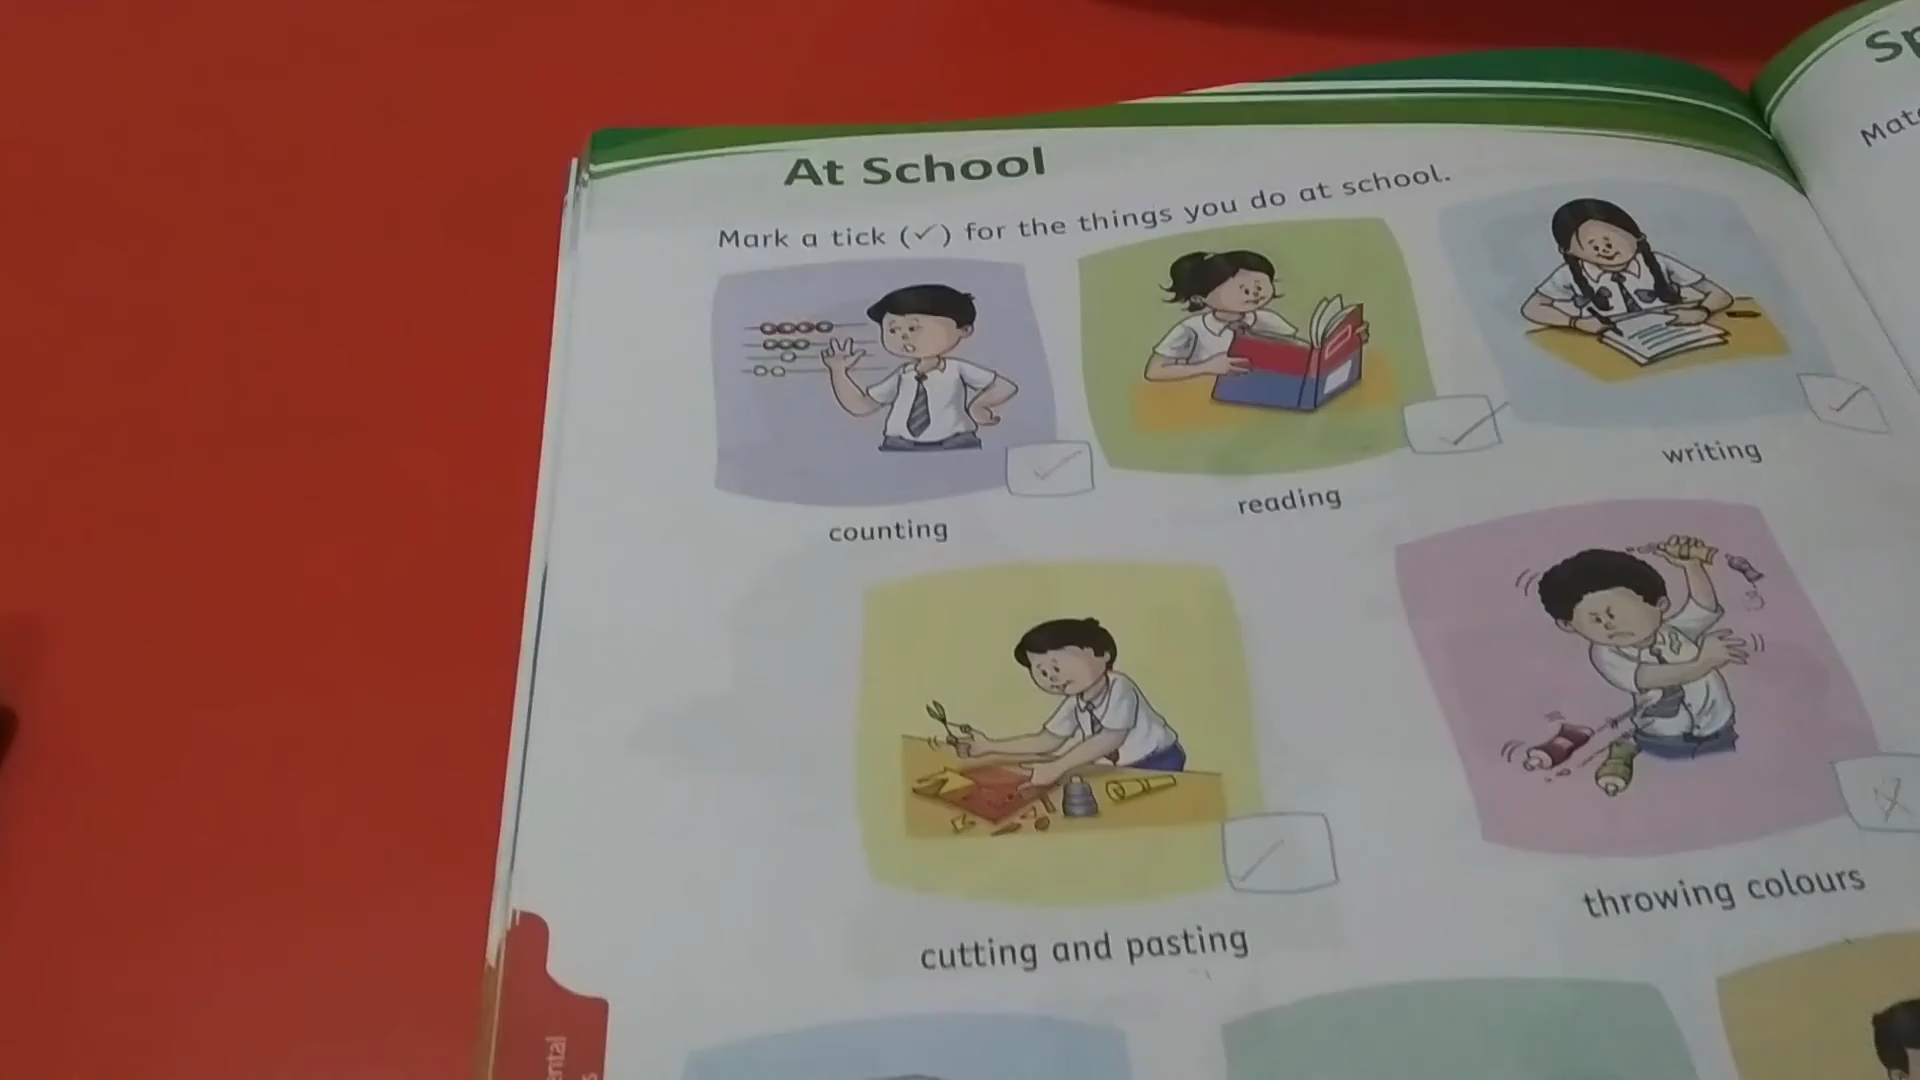 At School
Mark a tick (✓) for the things you do at school.
counting
reading
writing
cutting and pasting
throwing colours